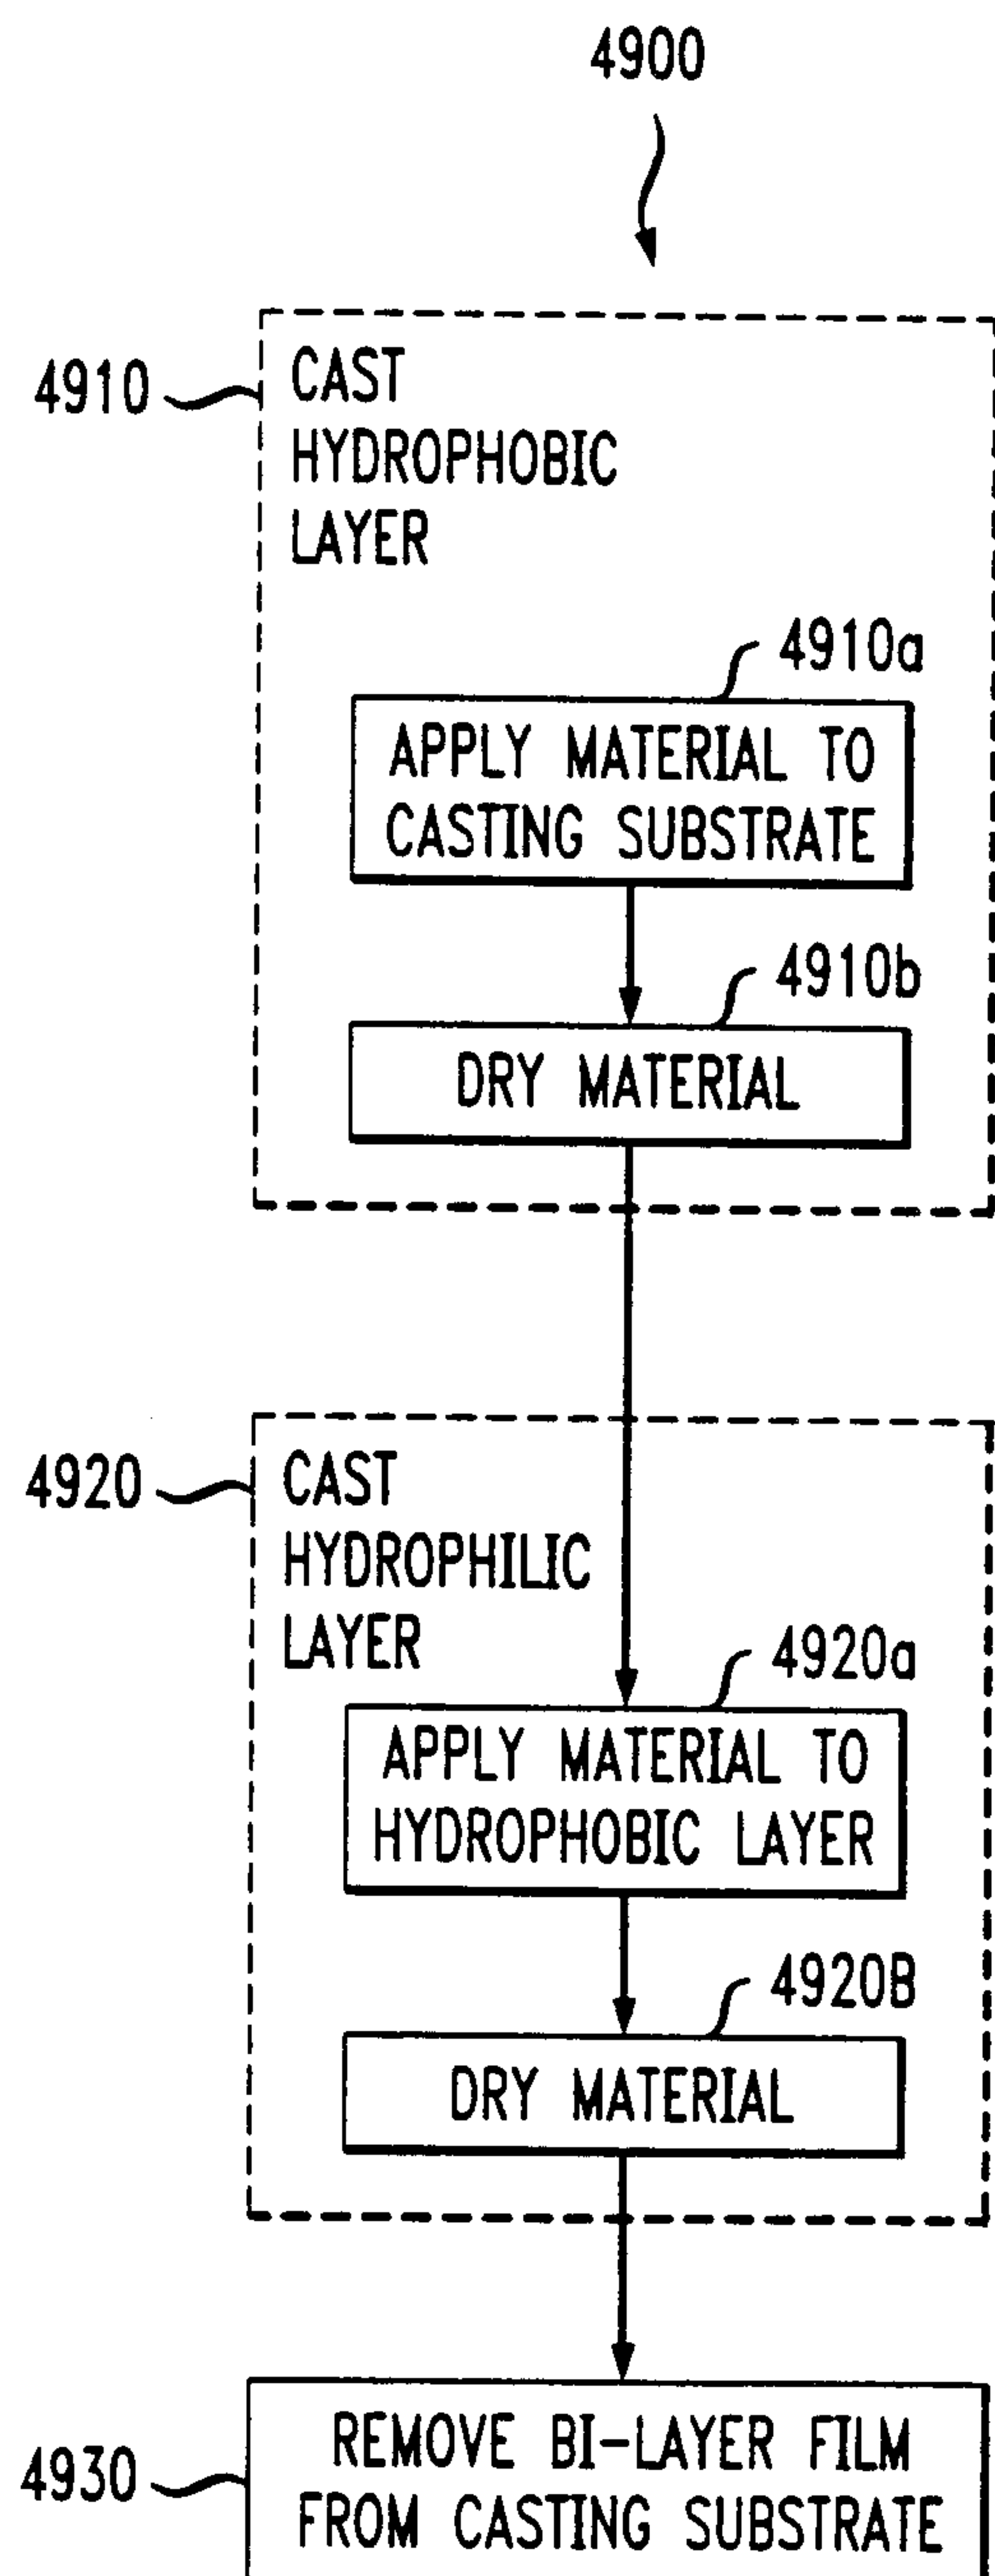 4900
4910
CAST
HYDROPHOBIC
LAYER
4910a
APPLY MATERIAL TO
CASTING SUBSTRATE
4910b
DRY MATERIAL
4920
CAST
HYDROPHILIC
LAYER
4920a
APPLY MATERIAL TO
HYDROPHOBIC LAYER
4920B
DRY MATERIAL
4930
REMOVE BI-LAYER FILM
FROM CASTING SUBSTRATE